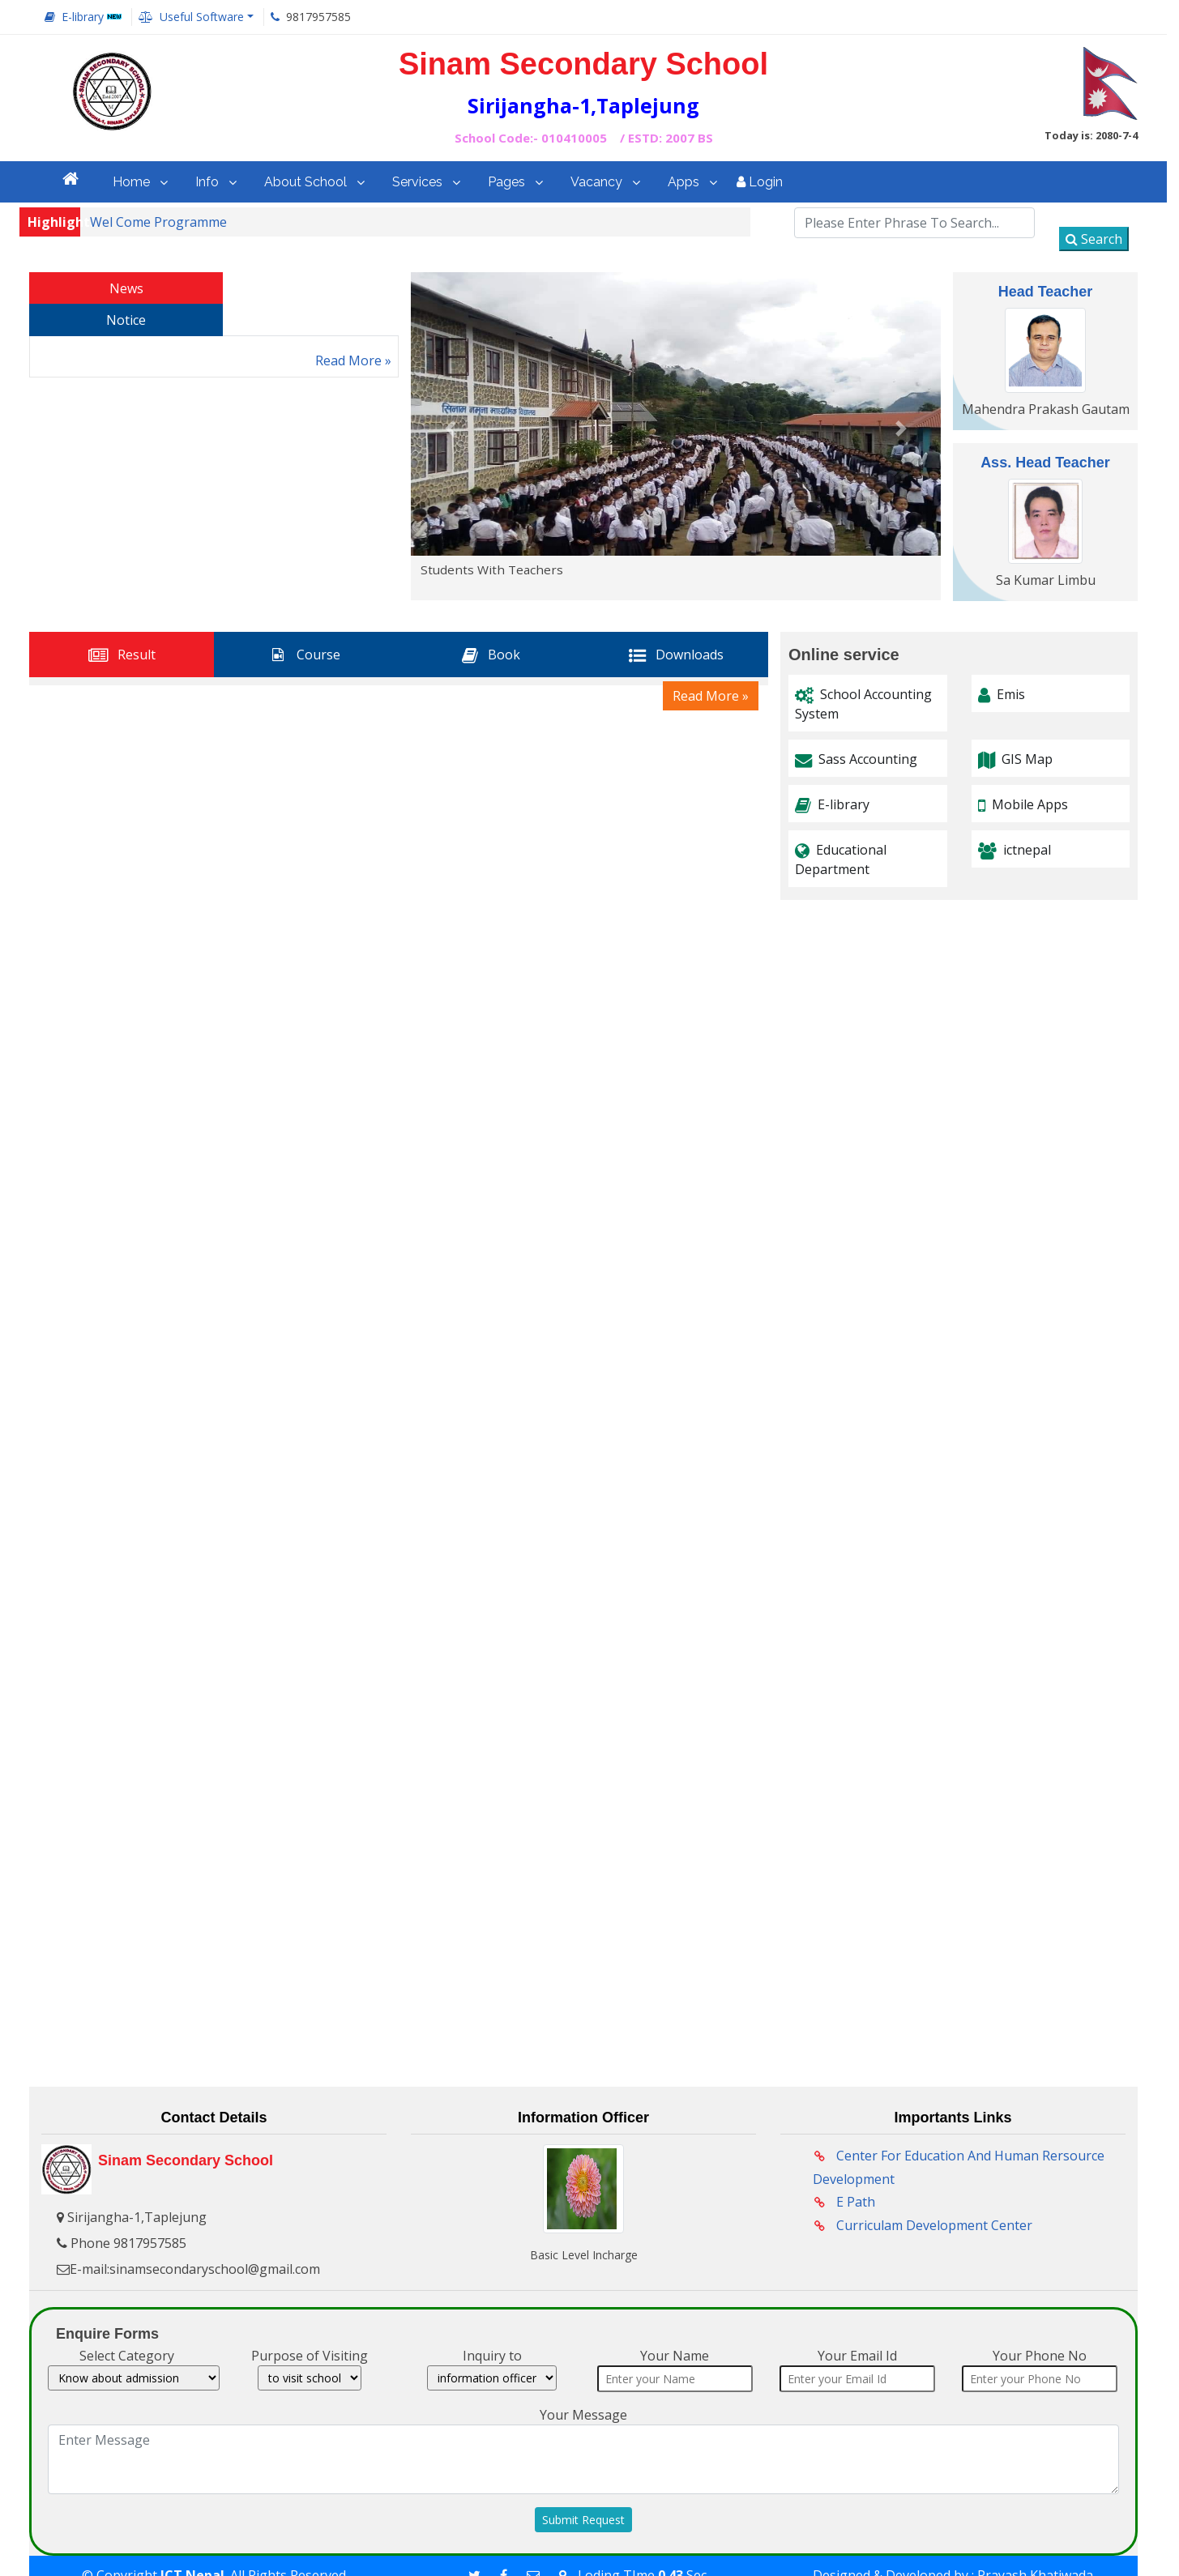 E-library NEW Useful Software 9817957585
Sinam Secondary School
Sirijangha-1,Taplejung
School Code:- 010410005 / ESTD: 2007 BS
Today is: 2080-7-4
Home Info About School Services Pages Vacancy Apps Login
Highligh Wel Come Programme
Please Enter Phrase To Search...
Search
News
Notice
Read More »
Students With Teachers
Head Teacher
Mahendra Prakash Gautam
Ass. Head Teacher
Sa Kumar Limbu
Result Course Book Downloads
Read More »
Online service
School Accounting System
Emis
Sass Accounting
GIS Map
E-library
Mobile Apps
Educational Department
ictnepal
Contact Details
Sinam Secondary School
Sirijangha-1,Taplejung
Phone 9817957585
E-mail:sinamsecondaryschool@gmail.com
Information Officer
Basic Level Incharge
Importants Links
Center For Education And Human Rersource
Development
E Path
Curriculam Development Center
Enquire Forms
Select Category Purpose of Visiting Inquiry to Your Name Your Email Id Your Phone No
Know about admission to visit school information officer Enter your Name Enter your Email Id Enter your Phone No
Your Message
Enter Message
Submit Request
© Copyright ICT Nepal. All Rights Reserved Loding TIme 0.43 Sec Designed & Developed by : Pravash Khatiwada